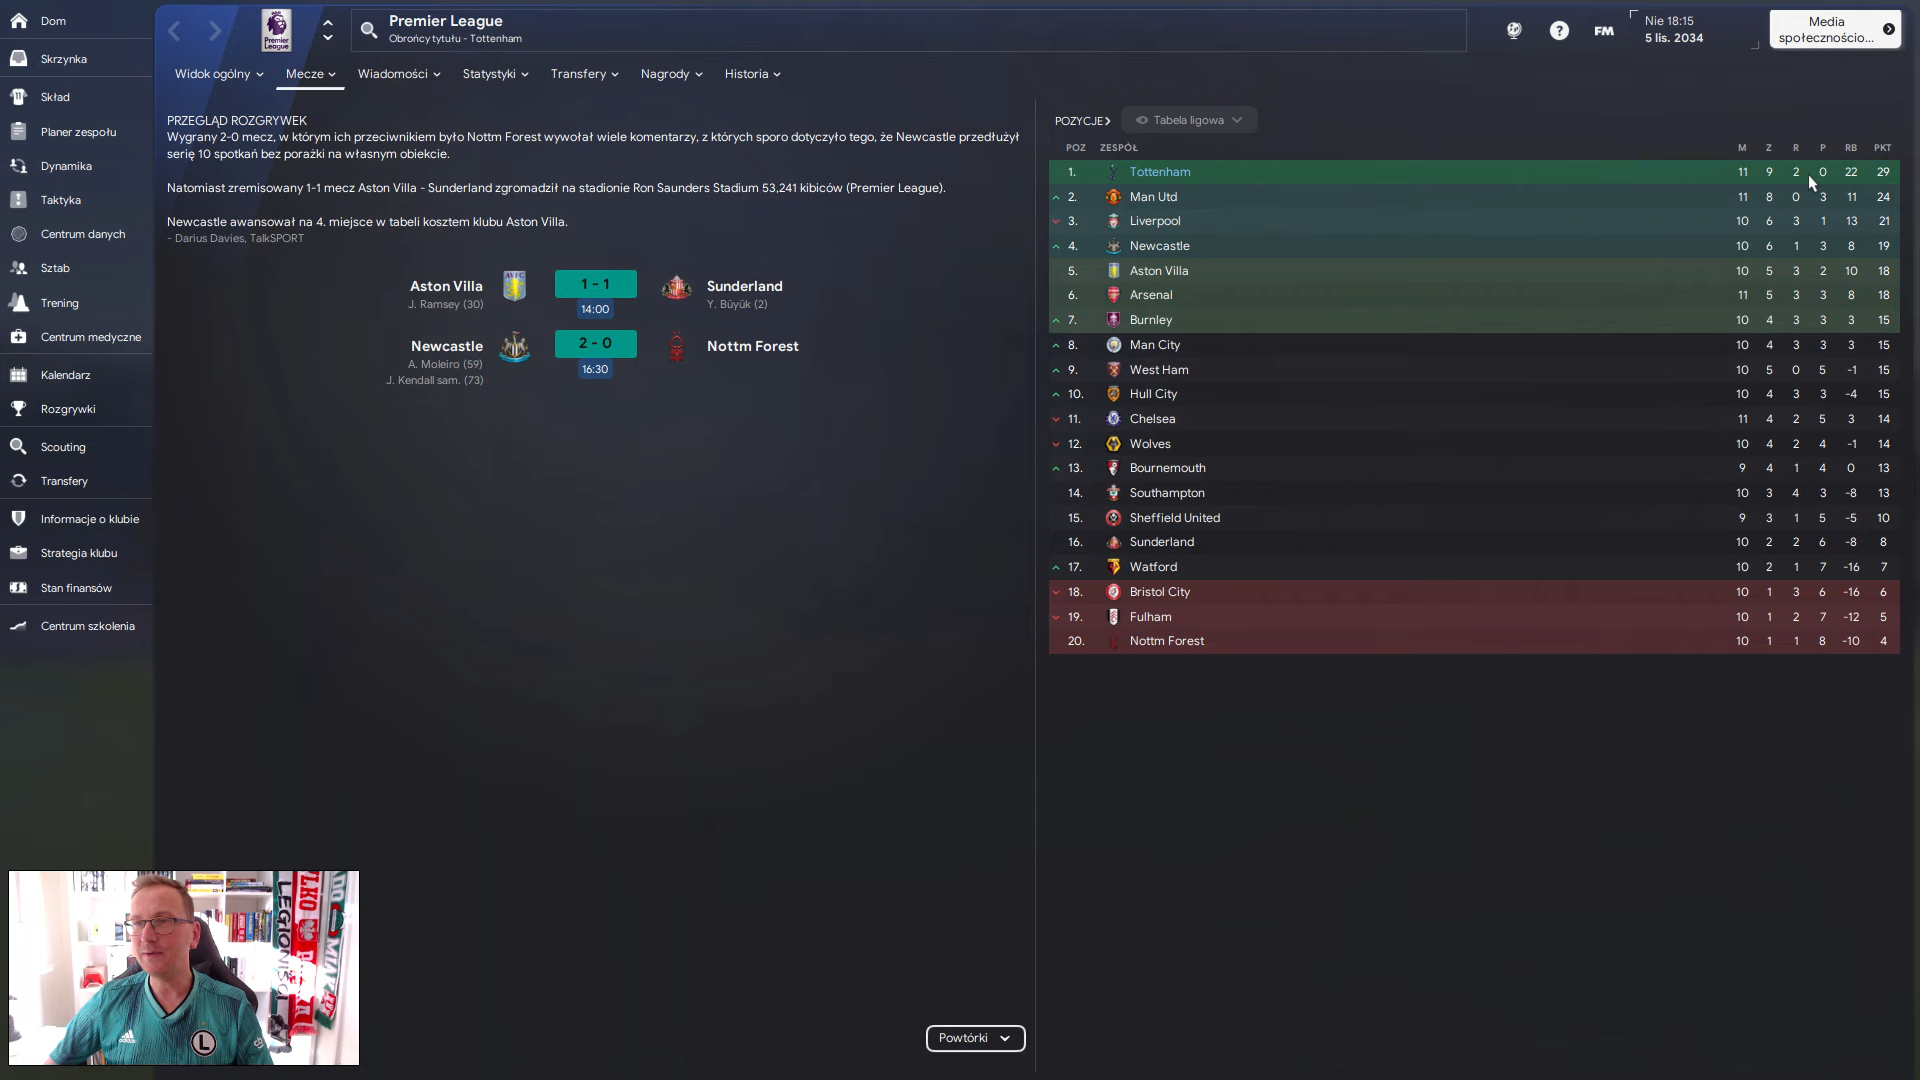 Dom
Skrzynka
Skład
Planer zespołu
Dynamika
Taktyka
Centrum danych
Sztab
Trening
Centrum medyczne
Kalendarz
Rozgrywki
Scouting
Transfery
Informacje o klubie
Strategia klubu
Stan finansów
Centrum szkolenia
Premier League
Premier League
Obrońcy tytułu - Tottenham
FM
Nie 18:15
5 lis. 2034
Media społecznościo...
Widok ogólny Mecze Wiadomości Statystyki Transfery Nagrody Historia
PRZEGLĄD ROZGRYWEK
Wygrany 2-0 mecz, w którym ich przeciwnikiem było Nottm Forest wywołał wiele komentarzy, z których sporo dotyczyło tego, że Newcastle przedłużył
serię 10 spotkań bez porażki na własnym obiekcie.
Natomiast zremisowany 1-1 mecz Aston Villa - Sunderland zgromadził na stadionie Ron Saunders Stadium 53,241 kibiców (Premier League).
Newcastle awansował na 4. miejsce w tabeli kosztem klubu Aston Villa.
- Darius Davies, TalkSPORT
Aston Villa AVFC 1 - 1 Sunderland
J. Ramsey (30) 14:00 Y. Büyük (2)
Newcastle 2 - 0 Nottm Forest
A. Moleiro (59) 16:30
J. Kendall sam. (73)
Powtórki
POZYCJE Tabela ligowa
POZ ZESPÓŁ M Z R P RB PKT
1. Tottenham 11 9 2 0 22 29
2. Man Utd 11 8 0 3 11 24
3. Liverpool 10 6 3 1 13 21
4. Newcastle 10 6 1 3 8 19
5. Aston Villa 10 5 3 2 10 18
6. Arsenal 11 5 3 3 8 18
7. Burnley 10 4 3 3 3 15
8. Man City 10 4 3 3 3 15
9. West Ham 10 5 0 5 -1 15
10. Hull City 10 4 3 3 -4 15
11. Chelsea 11 4 2 5 3 14
12. Wolves 10 4 2 4 -1 14
13. Bournemouth 9 4 1 4 0 13
14. Southampton 10 3 4 3 -8 13
15. Sheffield United 9 3 1 5 -5 10
16. Sunderland 10 2 2 6 -8 8
17. Watford 10 2 1 7 -16 7
18. Bristol City 10 1 3 6 -16 6
19. Fulham 10 1 2 7 -12 5
20. Nottm Forest 10 1 1 8 -10 4
LEGIONIŚCI
L